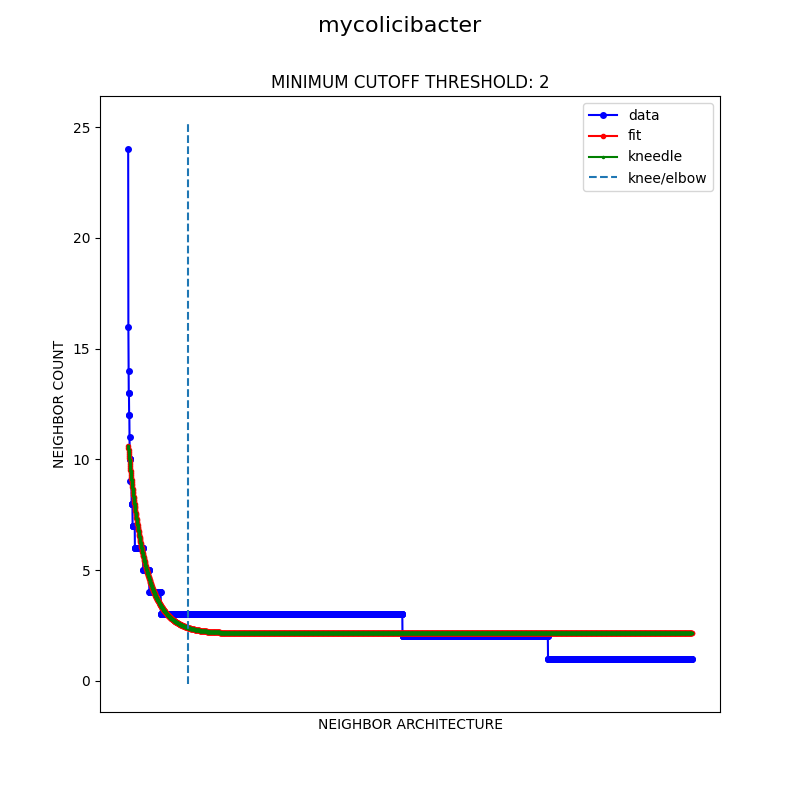 mycolicibacter
MINIMUM CUTOFF THRESHOLD: 2
data
fit
kneedle
knee/elbow
25
20
15
10
5
0
NEIGHBOR COUNT
NEIGHBOR ARCHITECTURE